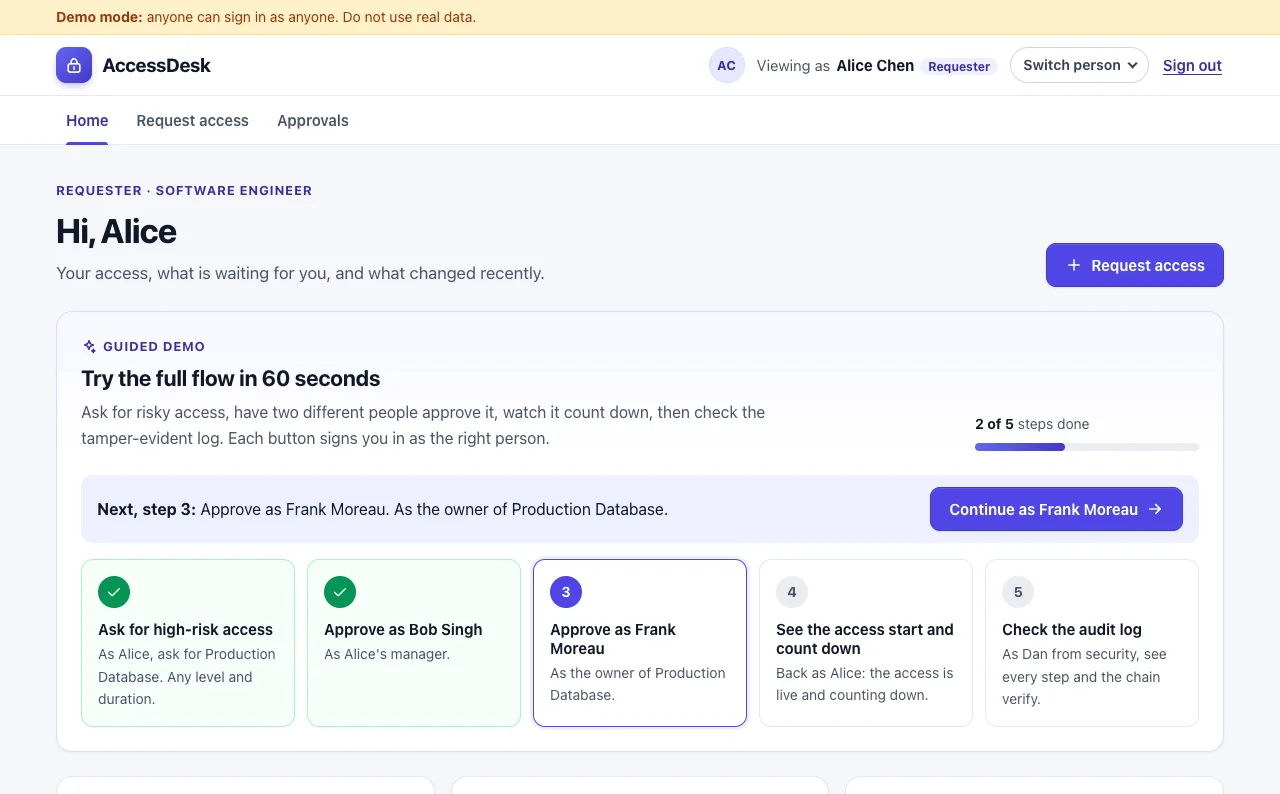 Demo mode: anyone can sign in as anyone. Do not use real data.
AccessDesk
AC Viewing as Alice Chen Requester Switch person Sign out
Home Request access Approvals
REQUESTER · SOFTWARE ENGINEER
Hi, Alice
Your access, what is waiting for you, and what changed recently.
+ Request access
GUIDED DEMO
Try the full flow in 60 seconds
Ask for risky access, have two different people approve it, watch it count down, then check the
tamper-evident log. Each button signs you in as the right person.
2 of 5 steps done
Next, step 3: Approve as Frank Moreau. As the owner of Production Database.
Continue as Frank Moreau →
Ask for high-risk access
As Alice, ask for Production
Database. Any level and
duration.
Approve as Bob Singh
As Alice's manager.
3
Approve as Frank
Moreau
As the owner of Production
Database.
4
See the access start and
count down
Back as Alice: the access is
live and counting down.
5
Check the audit log
As Dan from security, see
every step and the chain
verify.